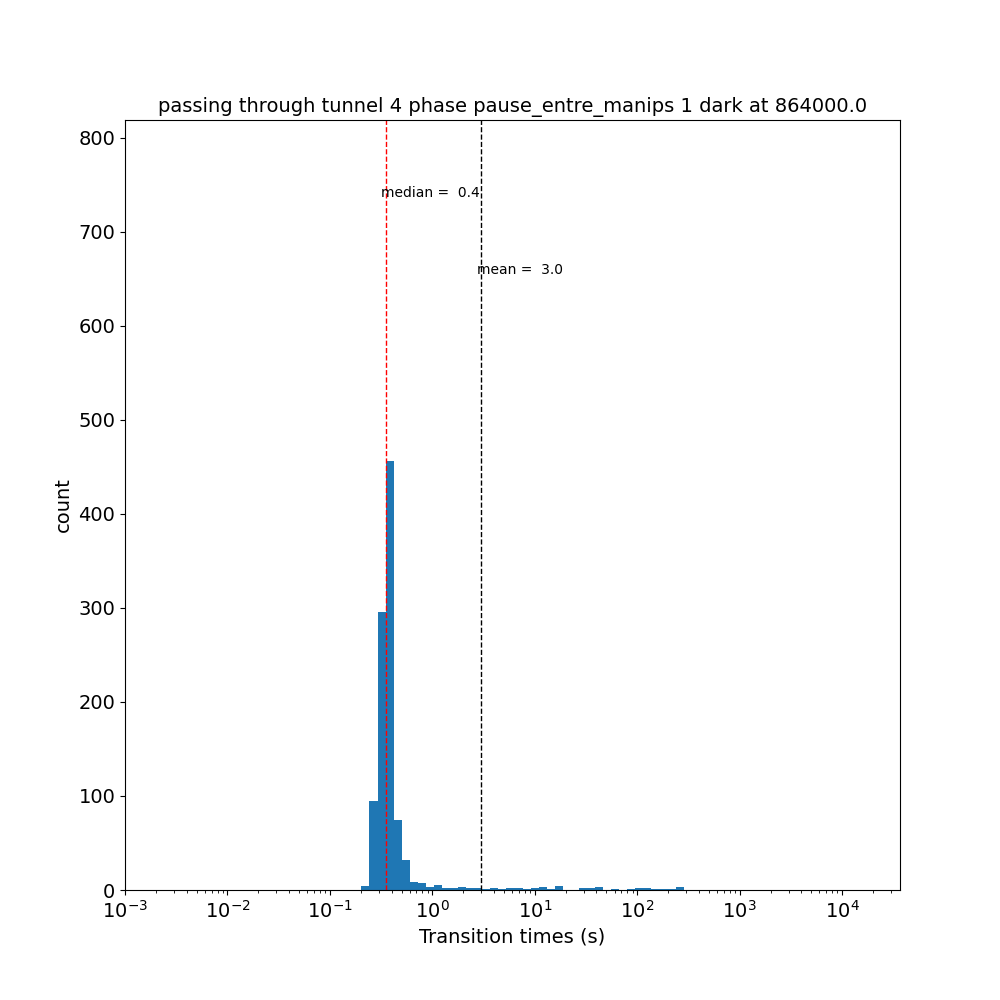 passing through tunnel 4 phase pause_entre_manips 1 dark at 864000.0
800
median =  0.4
700
mean =  3.0
600
500
count
400
300
200
100
0
10⁻³ 10⁻² 10⁻¹ 10⁰ 10¹ 10² 10³ 10⁴
Transition times (s)